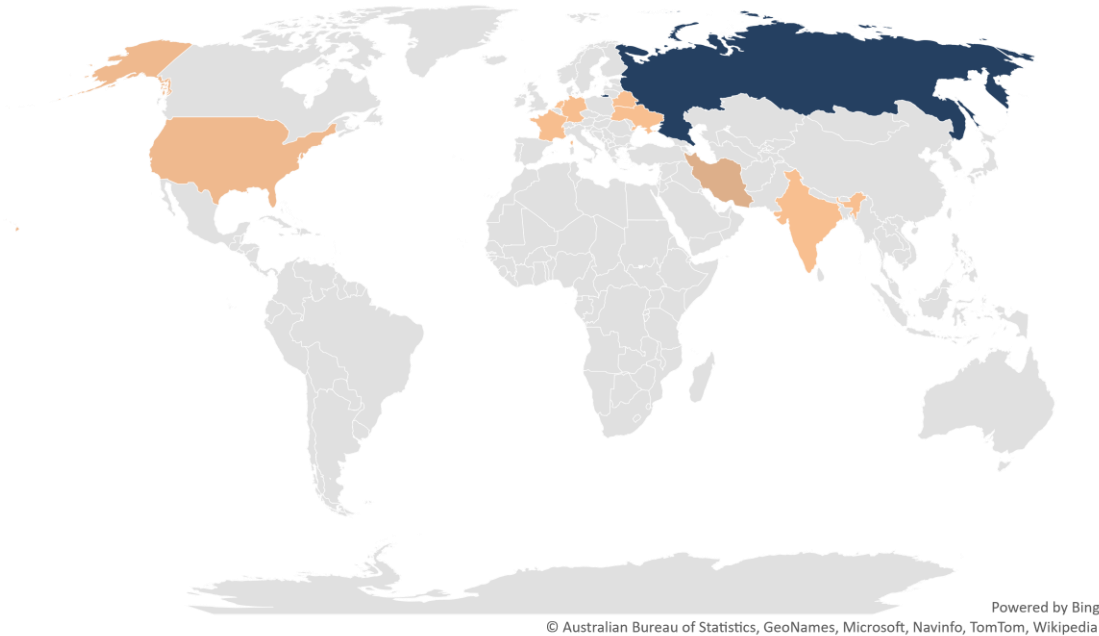 Powered by Bing
© Australian Bureau of Statistics, GeoNames, Microsoft, Navinfo, TomTom, Wikipedia